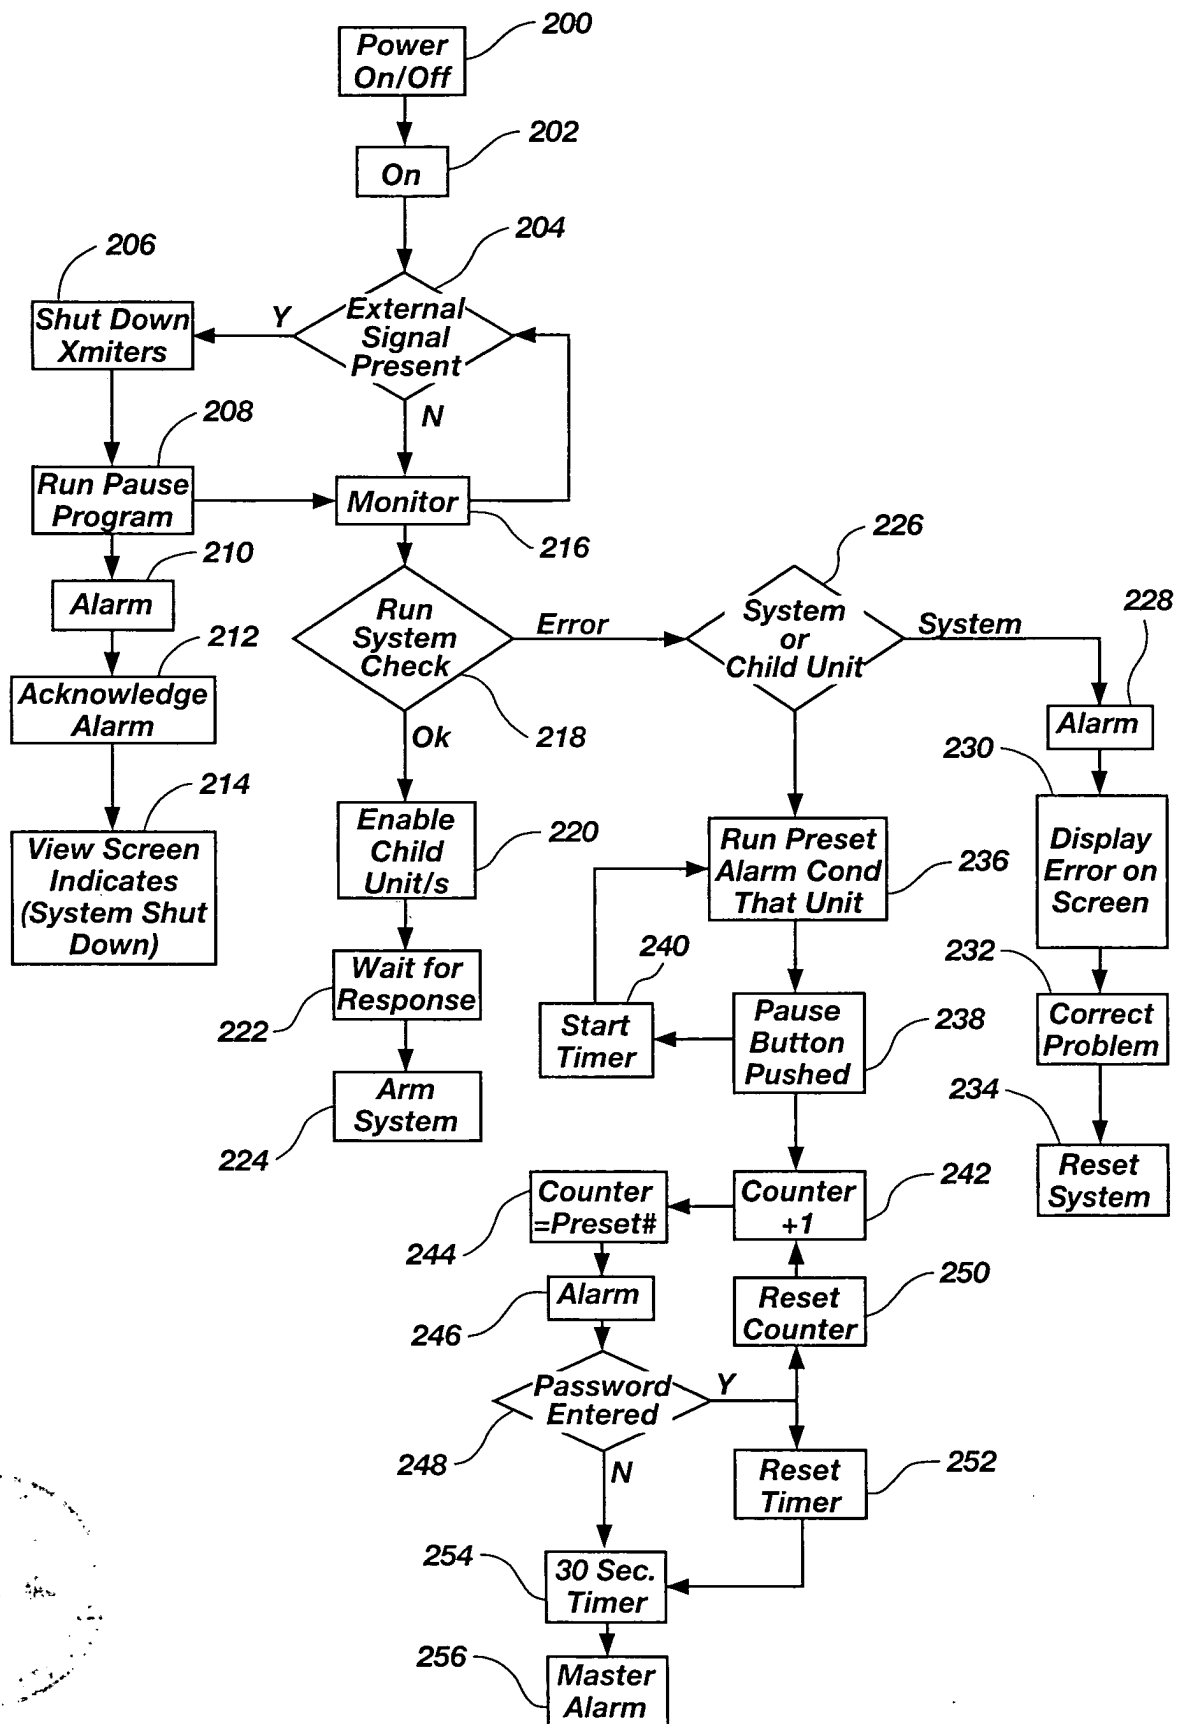 200
Power
On/Off
202
On
204
206
External
Signal
Present
Y
Shut Down
Xmiters
N
208
Run Pause
Program
Monitor
216
210
Alarm
212
Acknowledge
Alarm
214
View Screen
Indicates
(System Shut
Down)
Run
System
Check
218
Error
Ok
226
System
or
Child Unit
System
228
Alarm
230
Display
Error on
Screen
232
Correct
Problem
234
Reset
System
Enable
Child
Unit/s
220
Wait for
Response
222
Arm
System
224
Run Preset
Alarm Cond
That Unit
236
240
Start
Timer
Pause
Button
Pushed
238
Counter
+1
242
Counter
=Preset#
244
Alarm
246
Reset
Counter
250
Password
Entered
Y
248
N
Reset
Timer
252
254
30 Sec.
Timer
256
Master
Alarm